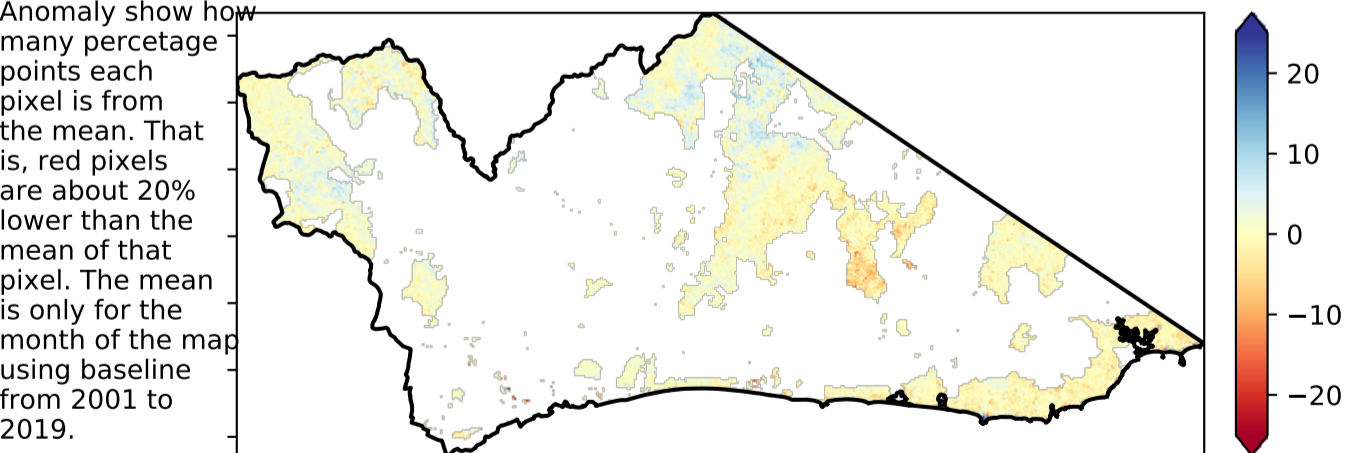 Anomaly show how
many percetage
points each
pixel is from
the mean. That
is, red pixels
are about 20%
lower than the
mean of that
pixel. The mean
is only for the
month of the map
using baseline
from 2001 to
2019.
20
10
0
−10
−20